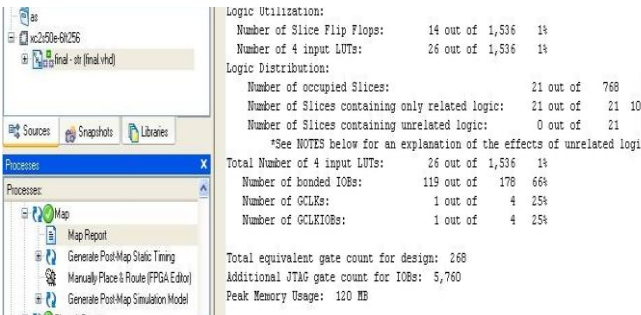 as
xc2s50e-6ft256
final - str (final.vhd)
Sources
Snapshots
Libraries
Processes
X
Processes:
Map
Map Report
Generate Post-Map Static Timing
Manually Place & Route (FPGA Editor)
Generate Post-Map Simulation Model
Logic Utilization:
Number of Slice Flip Flops: 14 out of 1,536 1%
Number of 4 input LUTs: 26 out of 1,536 1%
Logic Distribution:
Number of occupied Slices: 21 out of 768
Number of Slices containing only related logic: 21 out of 21 10
Number of Slices containing unrelated logic: 0 out of 21
*See NOTES below for an explanation of the effects of unrelated logi
Total Number of 4 input LUTs: 26 out of 1,536 1%
Number of bonded IOBs: 119 out of 178 66%
Number of GCLKs: 1 out of 4 25%
Number of GCLKIOBs: 1 out of 4 25%
Total equivalent gate count for design: 268
Additional JTAG gate count for IOBs: 5,760
Peak Memory Usage: 120 MB